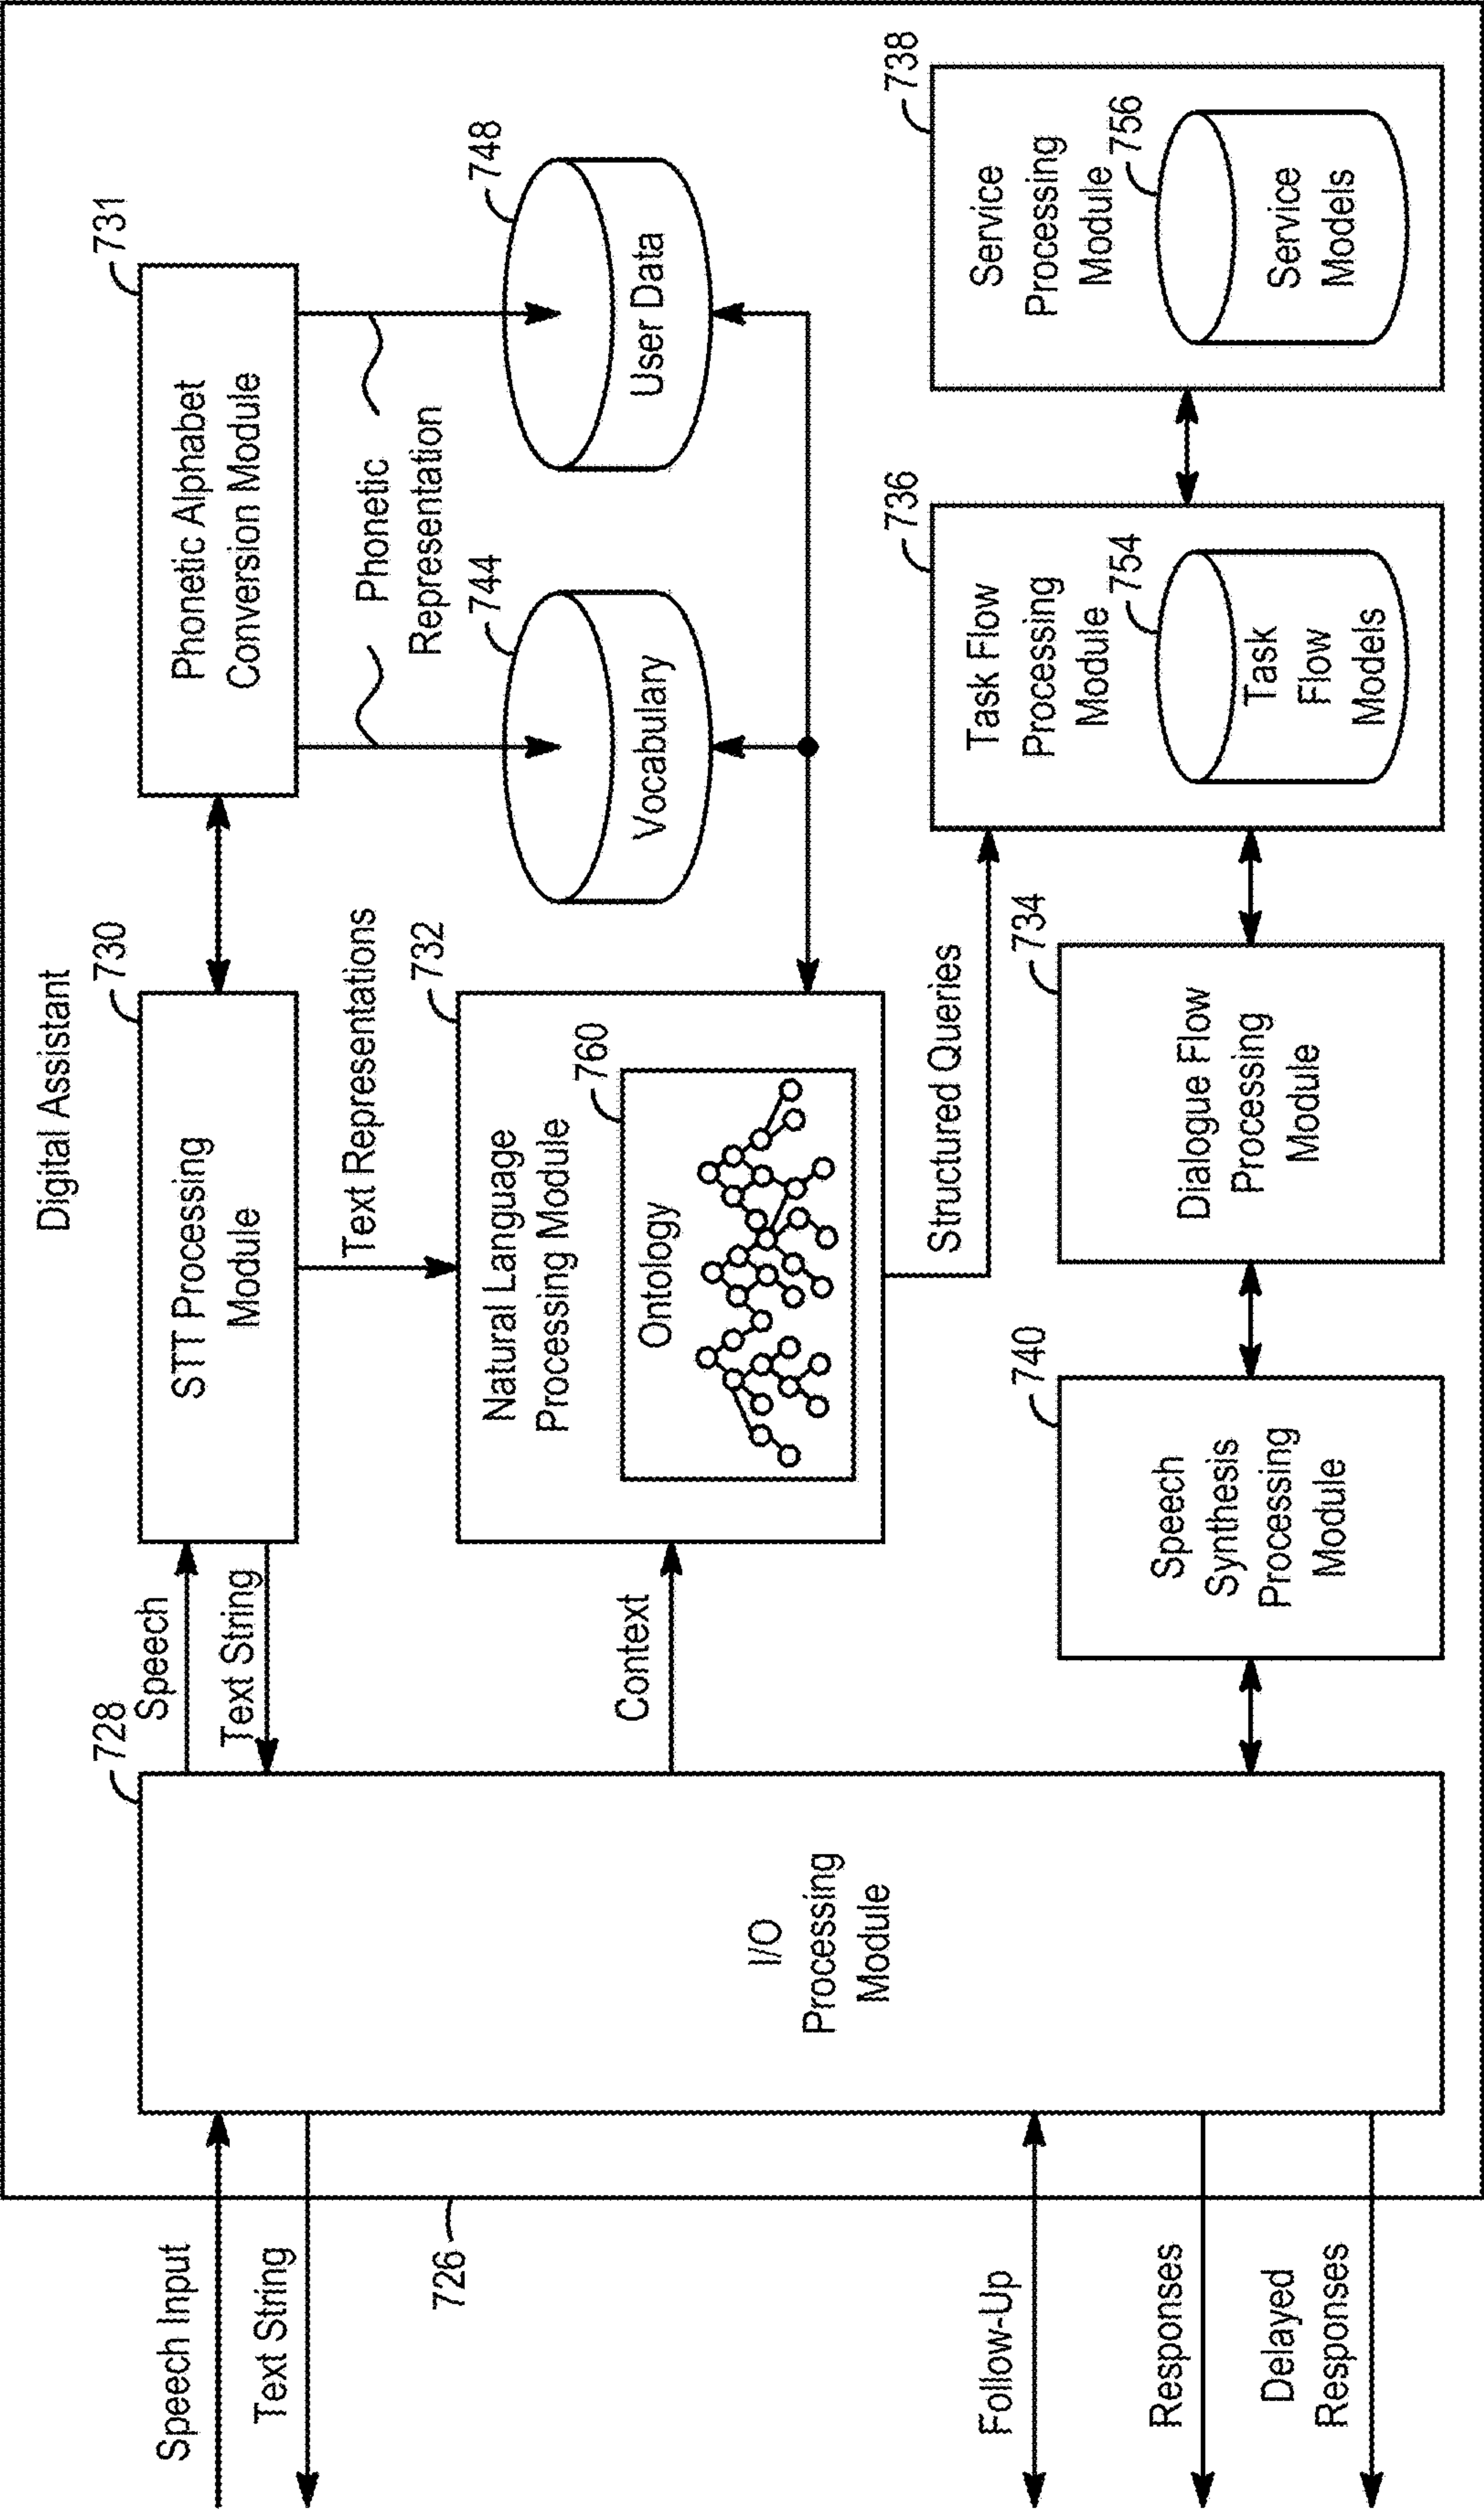 Digital Assistant
Speech Input
Text String
726
Follow-Up
Responses
Delayed
Responses
728
I/O
Processing
Module
Speech
Text String
Context
730
STT Processing
Module
731
Phonetic Alphabet
Conversion Module
Text Representations
Phonetic
Representation
732
Natural Language
Processing Module
760
Ontology
744
Vocabulary
748
User Data
Structured Queries
740
Speech
Synthesis
Processing
Module
734
Dialogue Flow
Processing
Module
736
Task Flow
Processing
Module
754
Task
Flow
Models
738
Service
Processing
Module
756
Service
Models